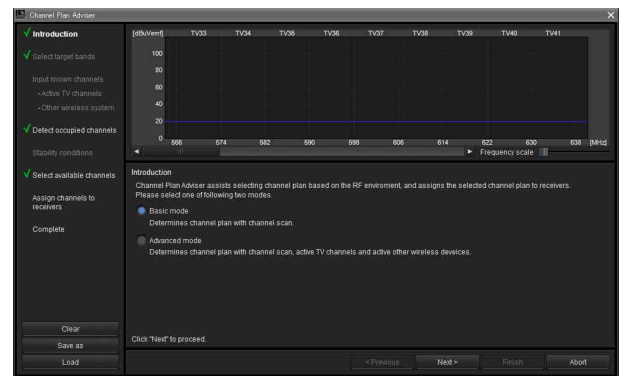 Channel Plan Adviser
Introduction
Select target bands
Input known channels
-Active TV channels
-Other wireless system
Detect occupied channels
Stability conditions
Select available channels
Assign channels to
receivers
Complete
Clear
Save as
Load
[dBuVemf] TV33 TV34 TV35 TV36 TV37 TV38 TV39 TV40 TV41
100
80
60
40
20
0
566 574 582 590 598 606 614 622 630 638 [MHz]
Frequency scale
Introduction
Channel Plan Adviser assists selecting channel plan based on the RF enviroment, and assigns the selected channel plan to receivers.
Please select one of following two modes.
Basic mode
Determines channel plan with channel scan.
Advanced mode
Determines channel plan with channel scan, active TV channels and active other wireless deveices.
Click "Next" to proceed.
< Previous Next > Finish Abort